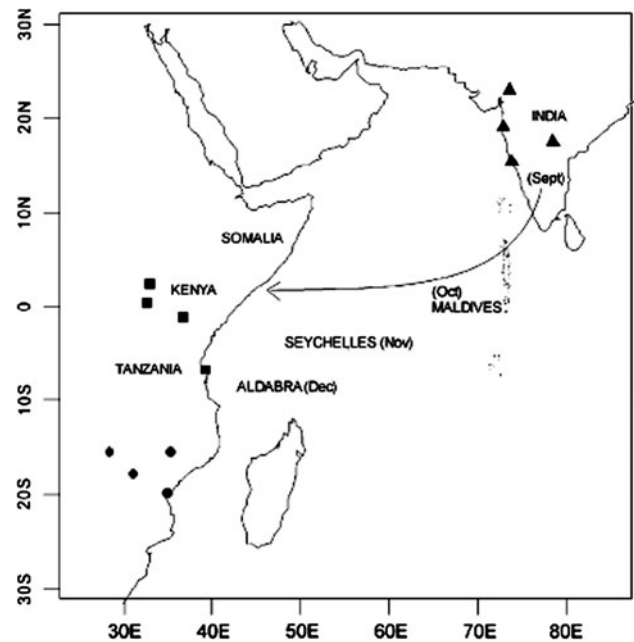 30N
20N
10N
0
10S
20S
30S
INDIA
(Sept)
SOMALIA
KENYA
(Oct)
MALDIVES
SEYCHELLES (Nov)
TANZANIA
ALDABRA (Dec)
30E 40E 50E 60E 70E 80E